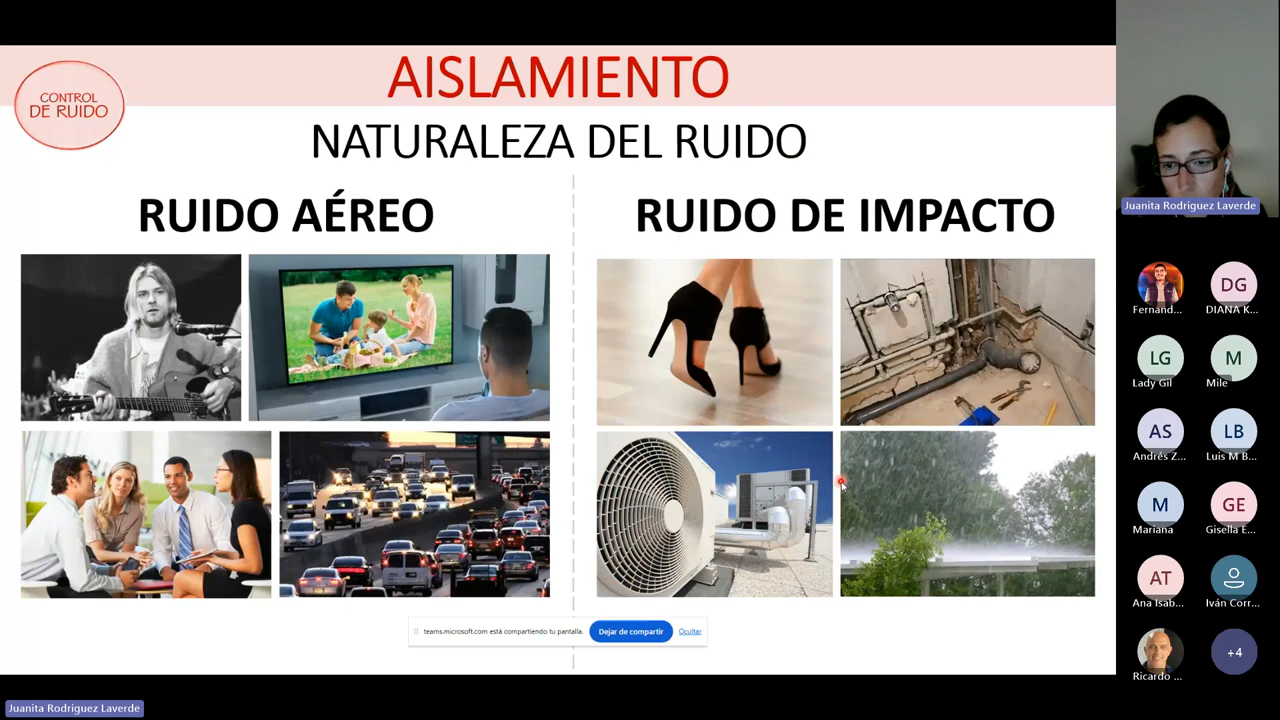 AISLAMIENTO
CONTROL
DE RUIDO
NATURALEZA DEL RUIDO
RUIDO AÉREO
RUIDO DE IMPACTO
teams.microsoft.com está compartiendo tu pantalla.
Dejar de compartir
Ocultar
Juanita Rodriguez Laverde
Fernand...
DG
DIANA K...
LG
Lady Gil
M
Mile
AS
Andrés Z...
LB
Luis M B...
M
Mariana
GE
Gisella E...
AT
Ana Isab...
Iván Corr...
Ricardo ...
+4
Juanita Rodriguez Laverde